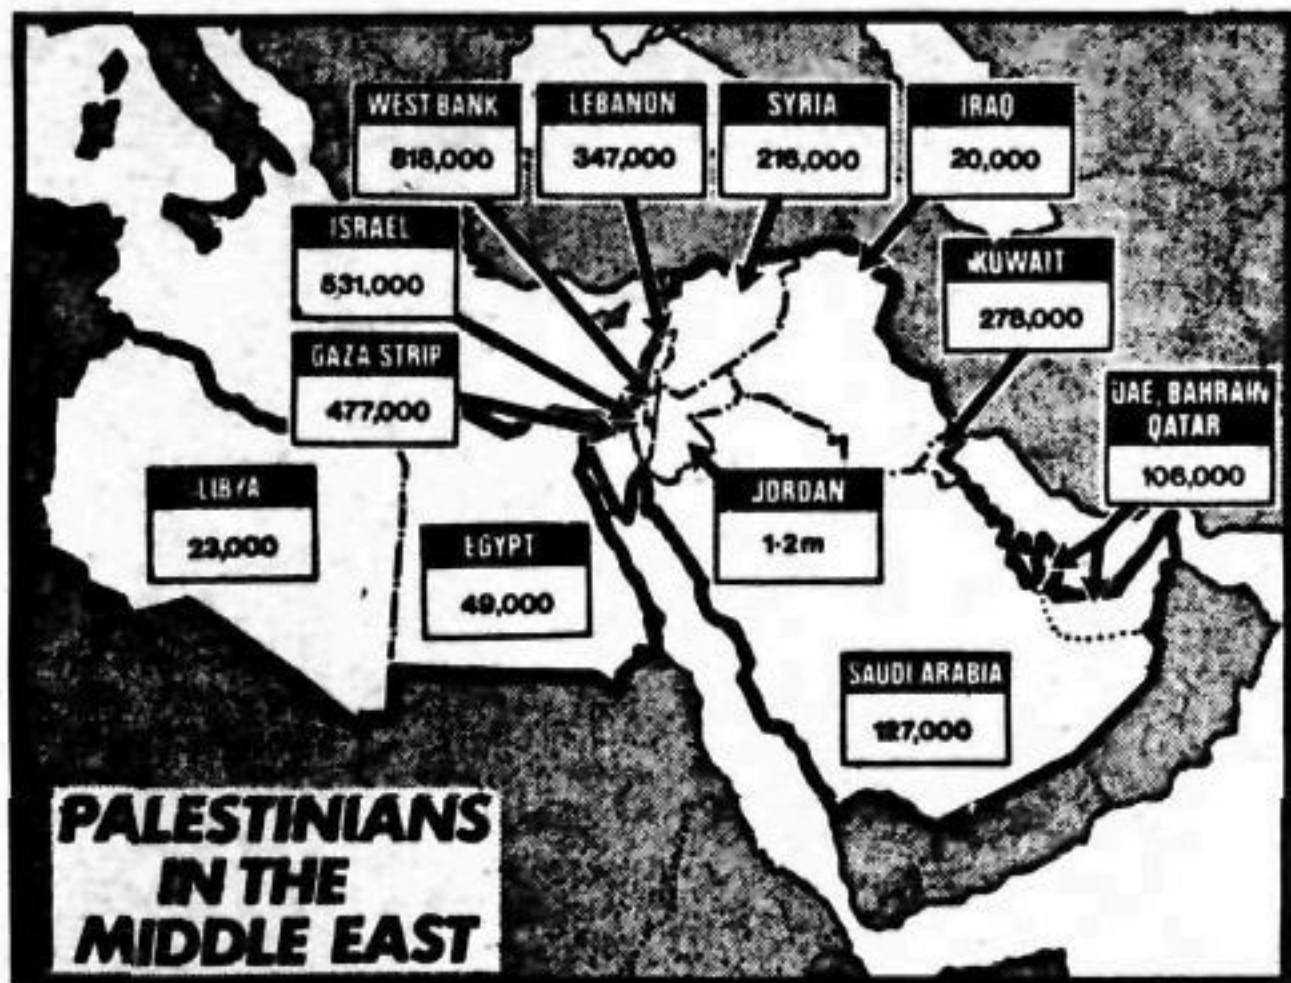 WEST BANK
818,000
LEBANON
347,000
SYRIA
216,000
IRAQ
20,000
ISRAEL
531,000
KUWAIT
278,000
GAZA STRIP
477,000
UAE, BAHRAIN
QATAR
106,000
LIBYA
23,000
EGYPT
49,000
JORDAN
1·2m
SAUDI ARABIA
127,000
PALESTINIANS
IN THE
MIDDLE EAST